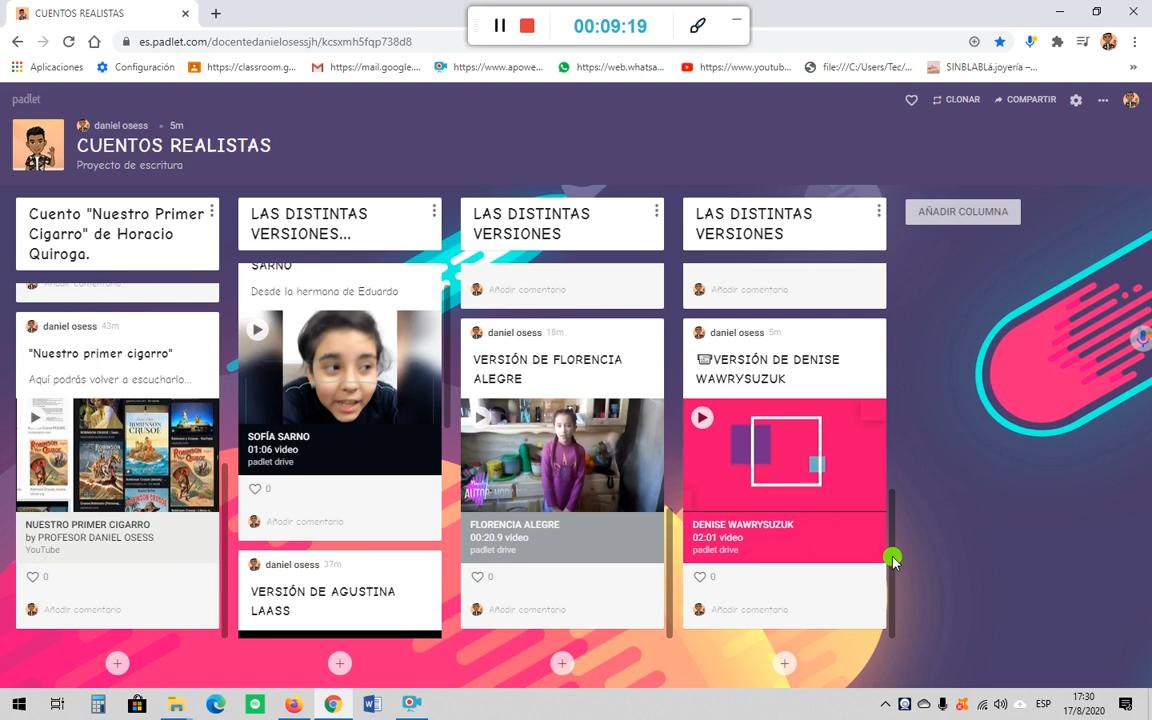 CUENTOS REALISTAS
00:09:19
es.padlet.com/docentedanielosessjh/kcsxmh5fqp738d8
Aplicaciones
Configuración
https://classroom.g...
https://mail.google....
https://www.apowe...
https://web.whatsa...
https://www.youtub...
file:///C:/Users/Tec/...
SINBLABLá.joyería –...
padlet
CLONAR
COMPARTIR
daniel osess 5m
CUENTOS REALISTAS
Proyecto de escritura
Cuento "Nuestro Primer
Cigarro" de Horacio
Quiroga.
Añadir comentario
daniel osess 43m
"Nuestro primer cigarro"
Aquí podrás volver a escucharlo...
ROBINSON
CRUSOE
NUESTRO PRIMER CIGARRO
by PROFESOR DANIEL OSESS
YouTube
0
Añadir comentario
LAS DISTINTAS
VERSIONES...
SARNO
Desde la hermana de Eduardo
SOFÍA SARNO
01:06 video
padlet drive
0
Añadir comentario
daniel osess 37m
VERSIÓN DE AGUSTINA
LAASS
LAS DISTINTAS
VERSIONES
Añadir comentario
daniel osess 18m
VERSIÓN DE FLORENCIA
ALEGRE
FLORENCIA ALEGRE
00:20.9 video
padlet drive
0
Añadir comentario
LAS DISTINTAS
VERSIONES
Añadir comentario
daniel osess 5m
VERSIÓN DE DENISE
WAWRYSUZUK
DENISE WAWRYSUZUK
02:01 video
padlet drive
0
Añadir comentario
AÑADIR COLUMNA
ESP
17:30
17/8/2020